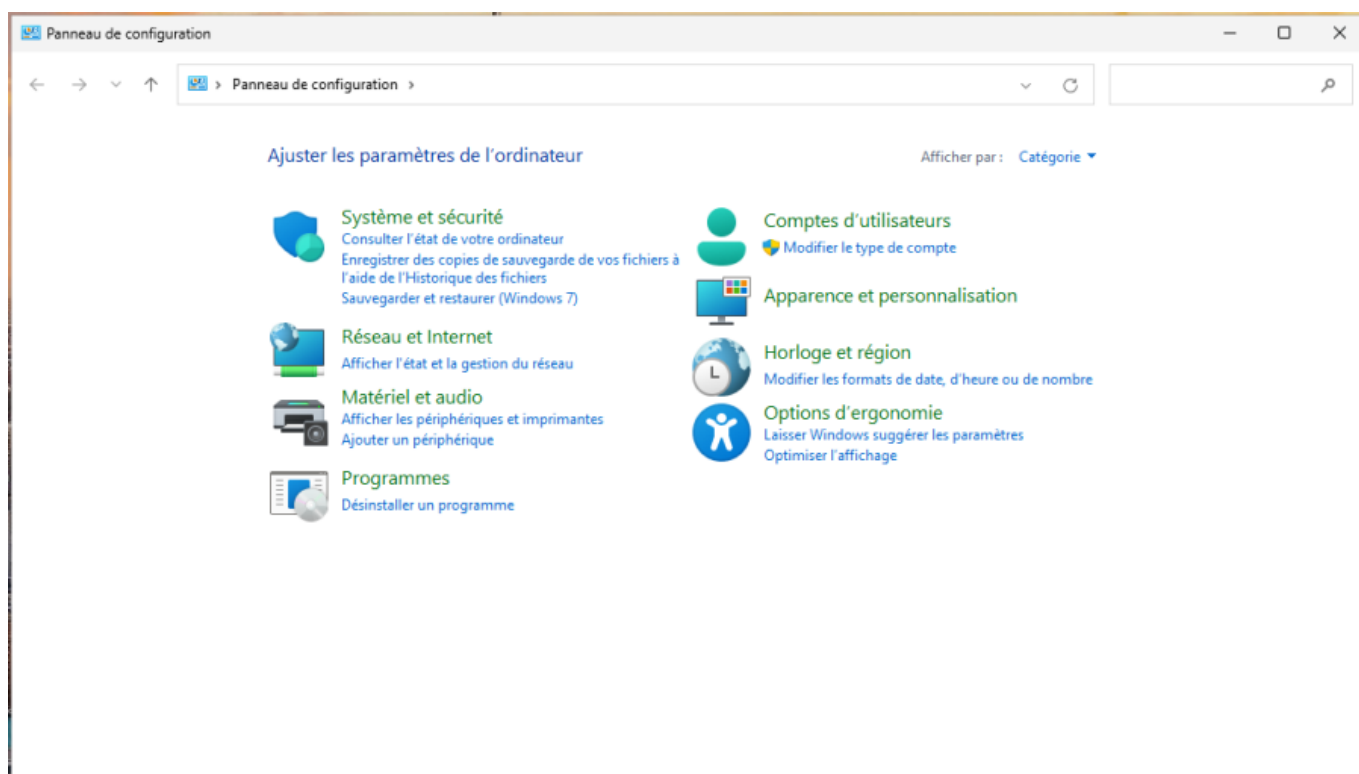 Panneau de configuration
Panneau de configuration
Ajuster les paramètres de l'ordinateur
Afficher par : Catégorie
Système et sécurité
Consulter l'état de votre ordinateur
Enregistrer des copies de sauvegarde de vos fichiers à
l'aide de l'Historique des fichiers
Sauvegarder et restaurer (Windows 7)
Réseau et Internet
Afficher l'état et la gestion du réseau
Matériel et audio
Afficher les périphériques et imprimantes
Ajouter un périphérique
Programmes
Désinstaller un programme
Comptes d'utilisateurs
Modifier le type de compte
Apparence et personnalisation
Horloge et région
Modifier les formats de date, d'heure ou de nombre
Options d'ergonomie
Laisser Windows suggérer les paramètres
Optimiser l'affichage